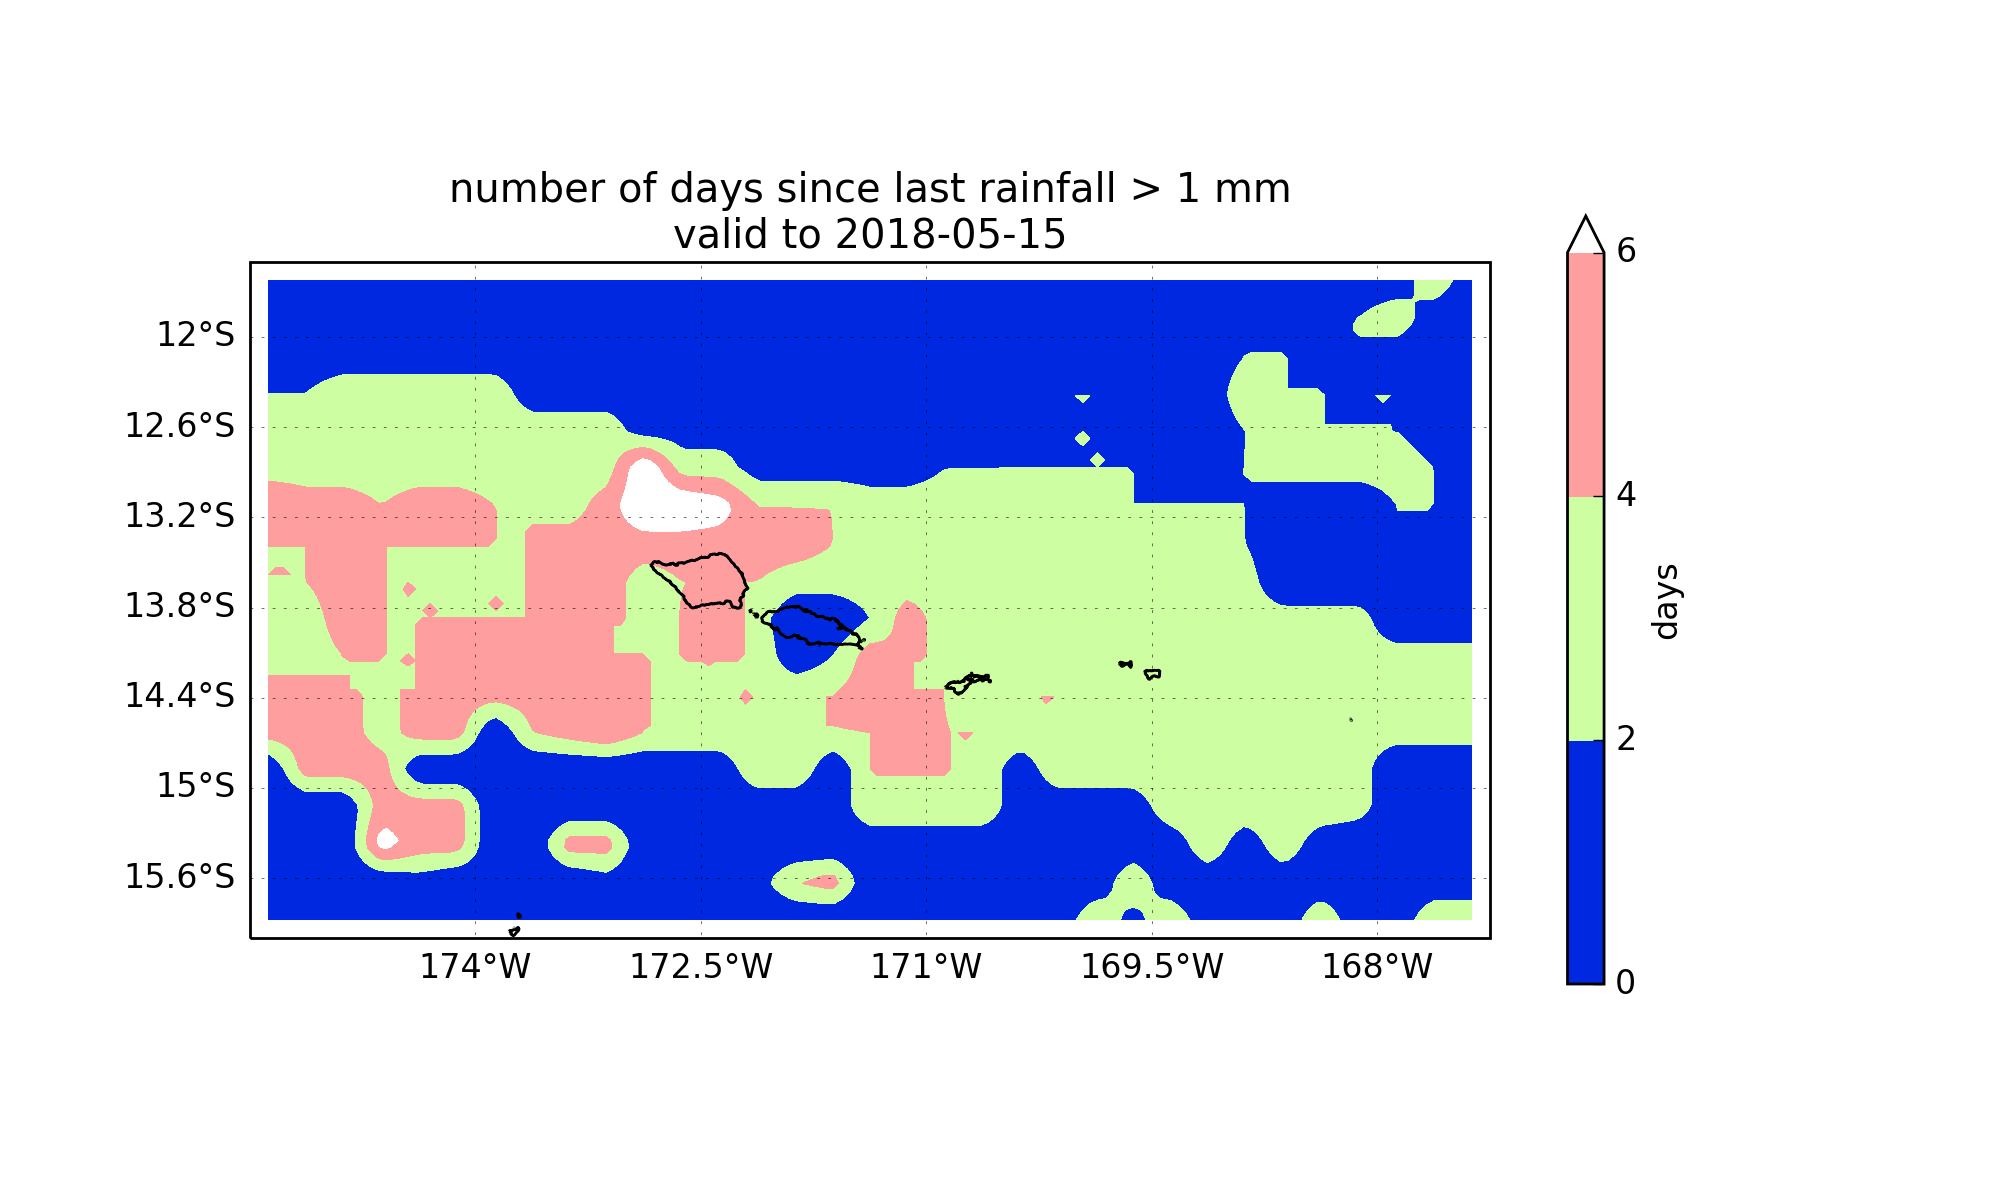 number of days since last rainfall > 1 mm
valid to 2018-05-15
12°S
12.6°S
13.2°S
13.8°S
14.4°S
15°S
15.6°S
174°W 172.5°W 171°W 169.5°W 168°W
6
4
2
0
days